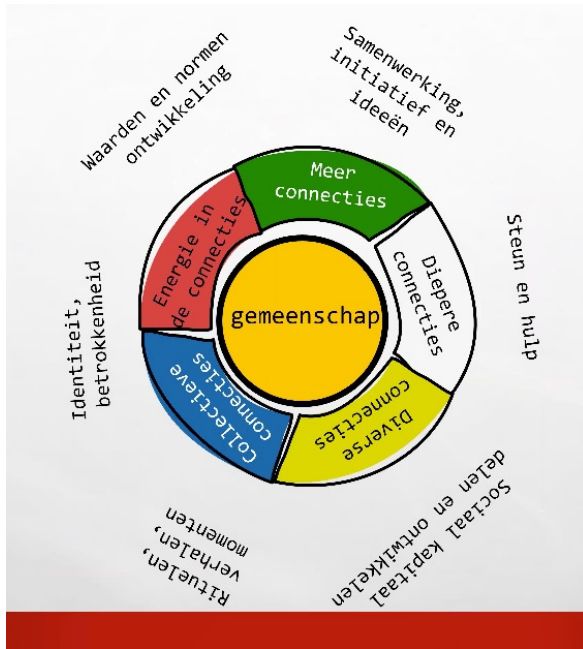 Waarden en normen
ontwikkeling
Samenwerking,
initiatief en
ideeën
Meer
connecties
Energie in
de connecties
Diepere
connecties
Steun en hulp
gemeenschap
Identiteit,
betrokkenheid
Collectieve
connecties
Diverse
connecties
Rituelen,
verhalen,
momenten
Sociaal kapitaal
delen en ontwikkelen